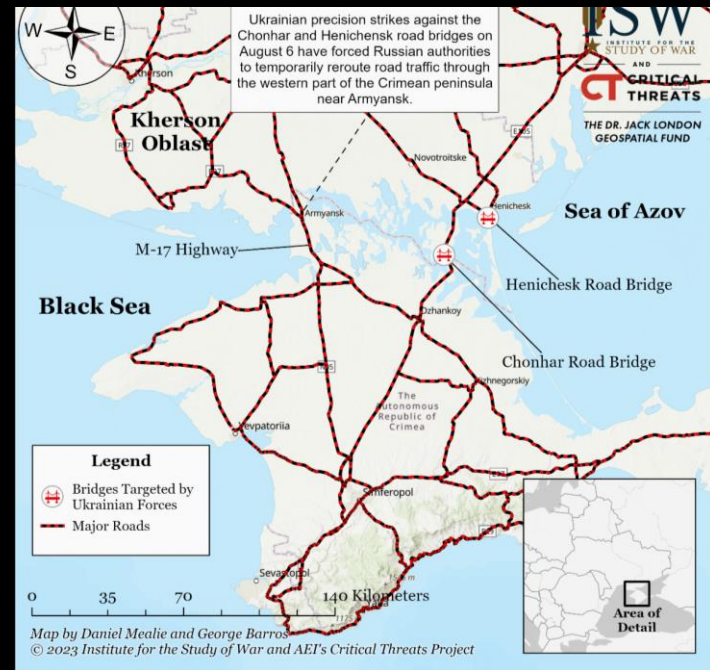 W
E
S
Ukrainian precision strikes against the
Chonhar and Henichensk road bridges on
August 6 have forced Russian authorities
to temporarily reroute road traffic through
the western part of the Crimean peninsula
near Armyansk.
ISW
INSTITUTE FOR THE
STUDY OF WAR
AND
CT CRITICAL
THREATS
THE DR. JACK LONDON
GEOSPATIAL FUND
Kherson
Kherson
Oblast
E105
Novotroitske
Henichesk
Armyansk
Sea of Azov
M-17 Highway
Henichesk Road Bridge
Black Sea
Dzhankoy
Chonhar Road Bridge
The
Autonomous
Republic of
Crimea
Yevpatoriia
Simferopol
Sevastopol
Legend
Bridges Targeted by
Ukrainian Forces
Major Roads
0 35 70 140 Kilometers
Area of
Detail
Map by Daniel Mealie and George Barros
© 2023 Institute for the Study of War and AEI's Critical Threats Project